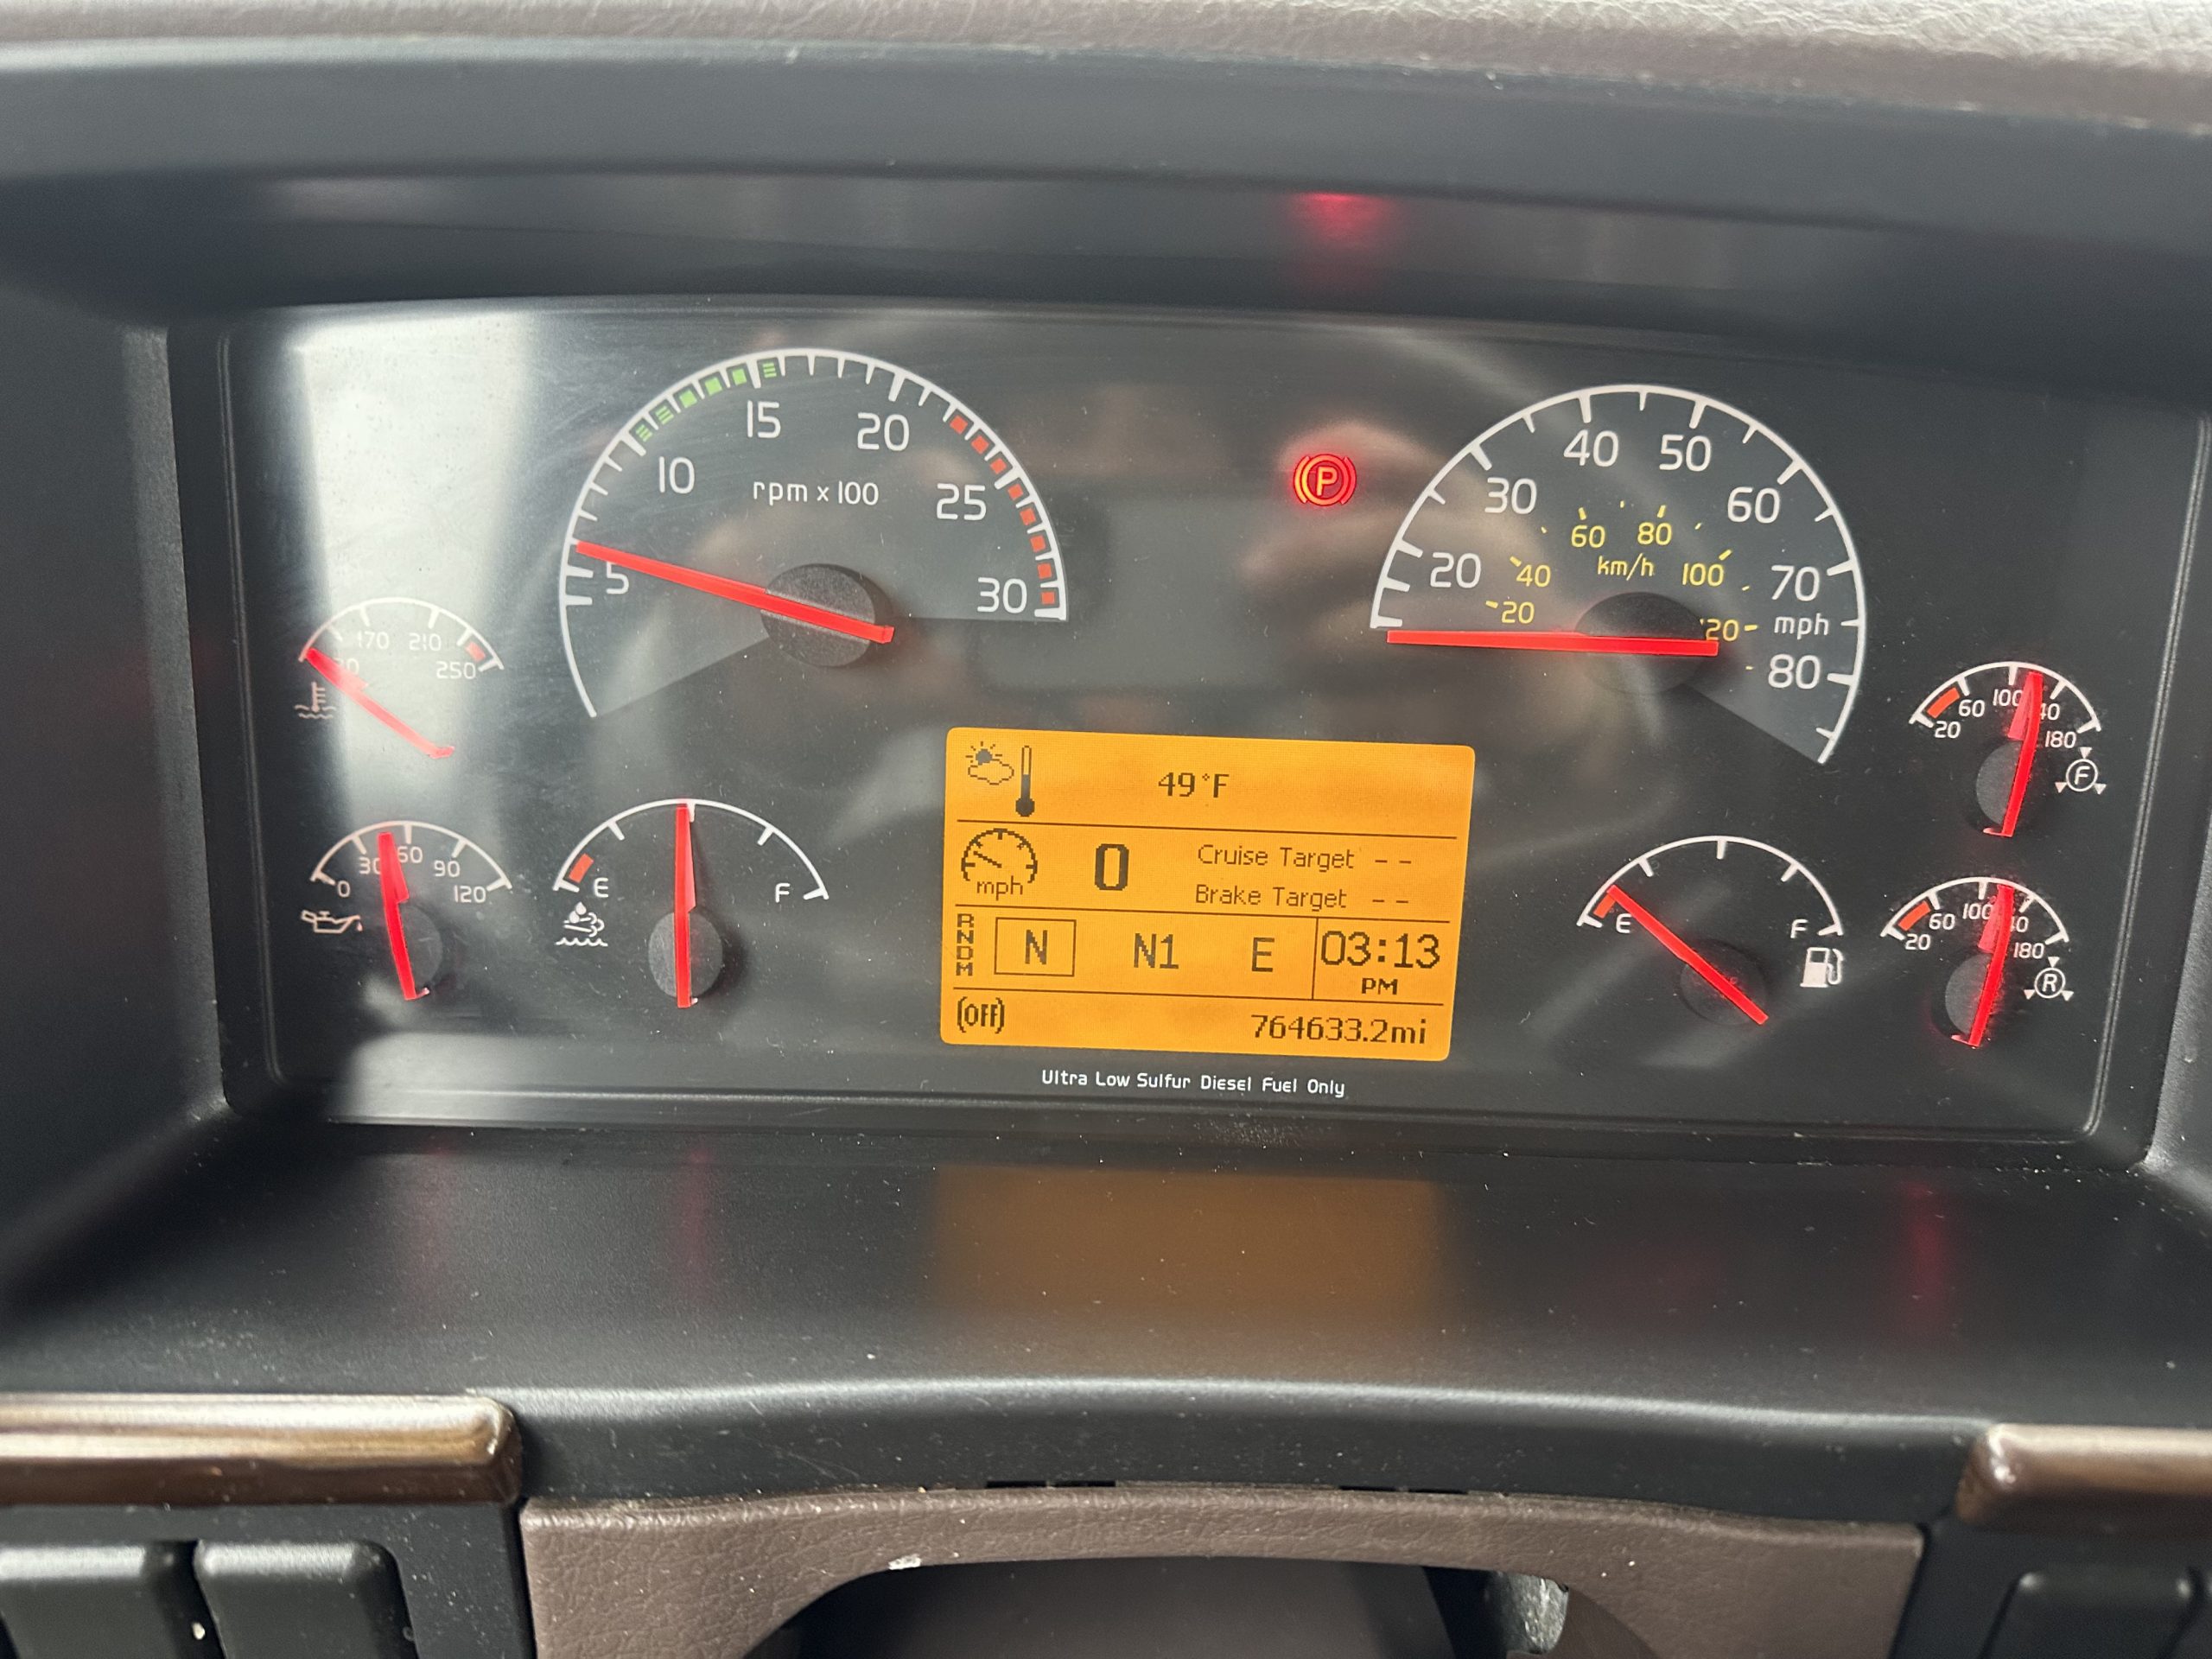 15 20
10 25
rpm x 100
5 30
P
40 50
30 60
20 70
60 80
40 km/h 100
20
mph
80
170 210
250
0 60 90
120
E F
49°F
mph 0 Cruise Target --
Brake Target --
RNDM N N1 E 03:13
PM
(Off) 764633.2mi
Ultra Low Sulfur Diesel Fuel Only
60 100
20 180
F
E F
60 100
20 180
R